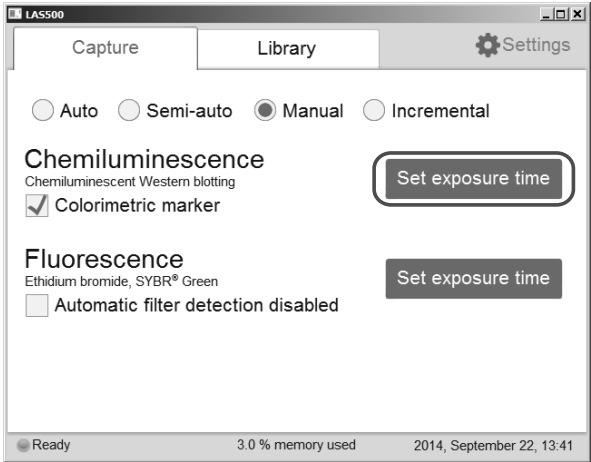 LAS500
Capture
Library
Settings
Auto
Semi-auto
Manual
Incremental
Chemiluminescence
Chemiluminescent Western blotting
Set exposure time
Colorimetric marker
Fluorescence
Ethidium bromide, SYBR® Green
Set exposure time
Automatic filter detection disabled
Ready
3.0 % memory used
2014, September 22, 13:41